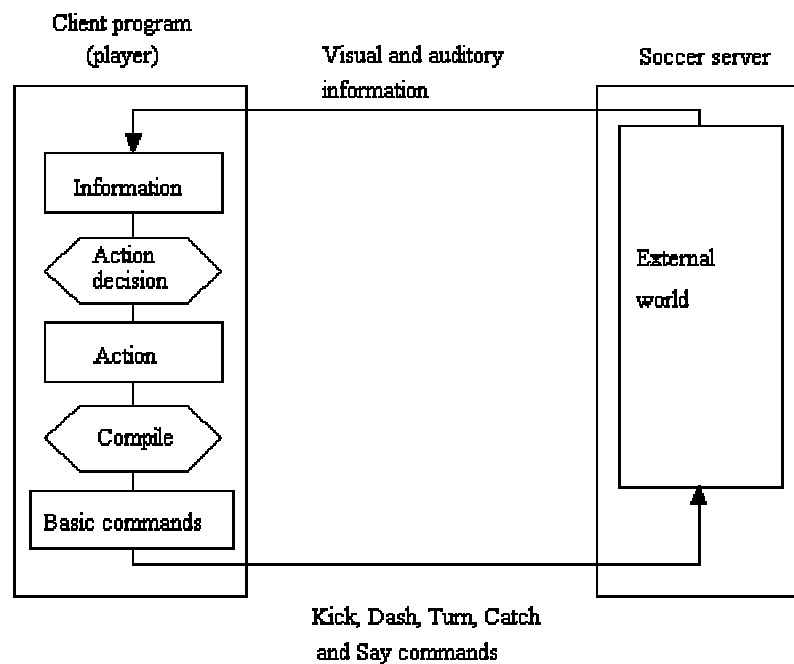 Client program
(player)
Visual and auditory
information
Soccer server
Information
Action
decision
Action
Compile
Basic commands
External
world
Kick, Dash, Turn, Catch
and Say commands